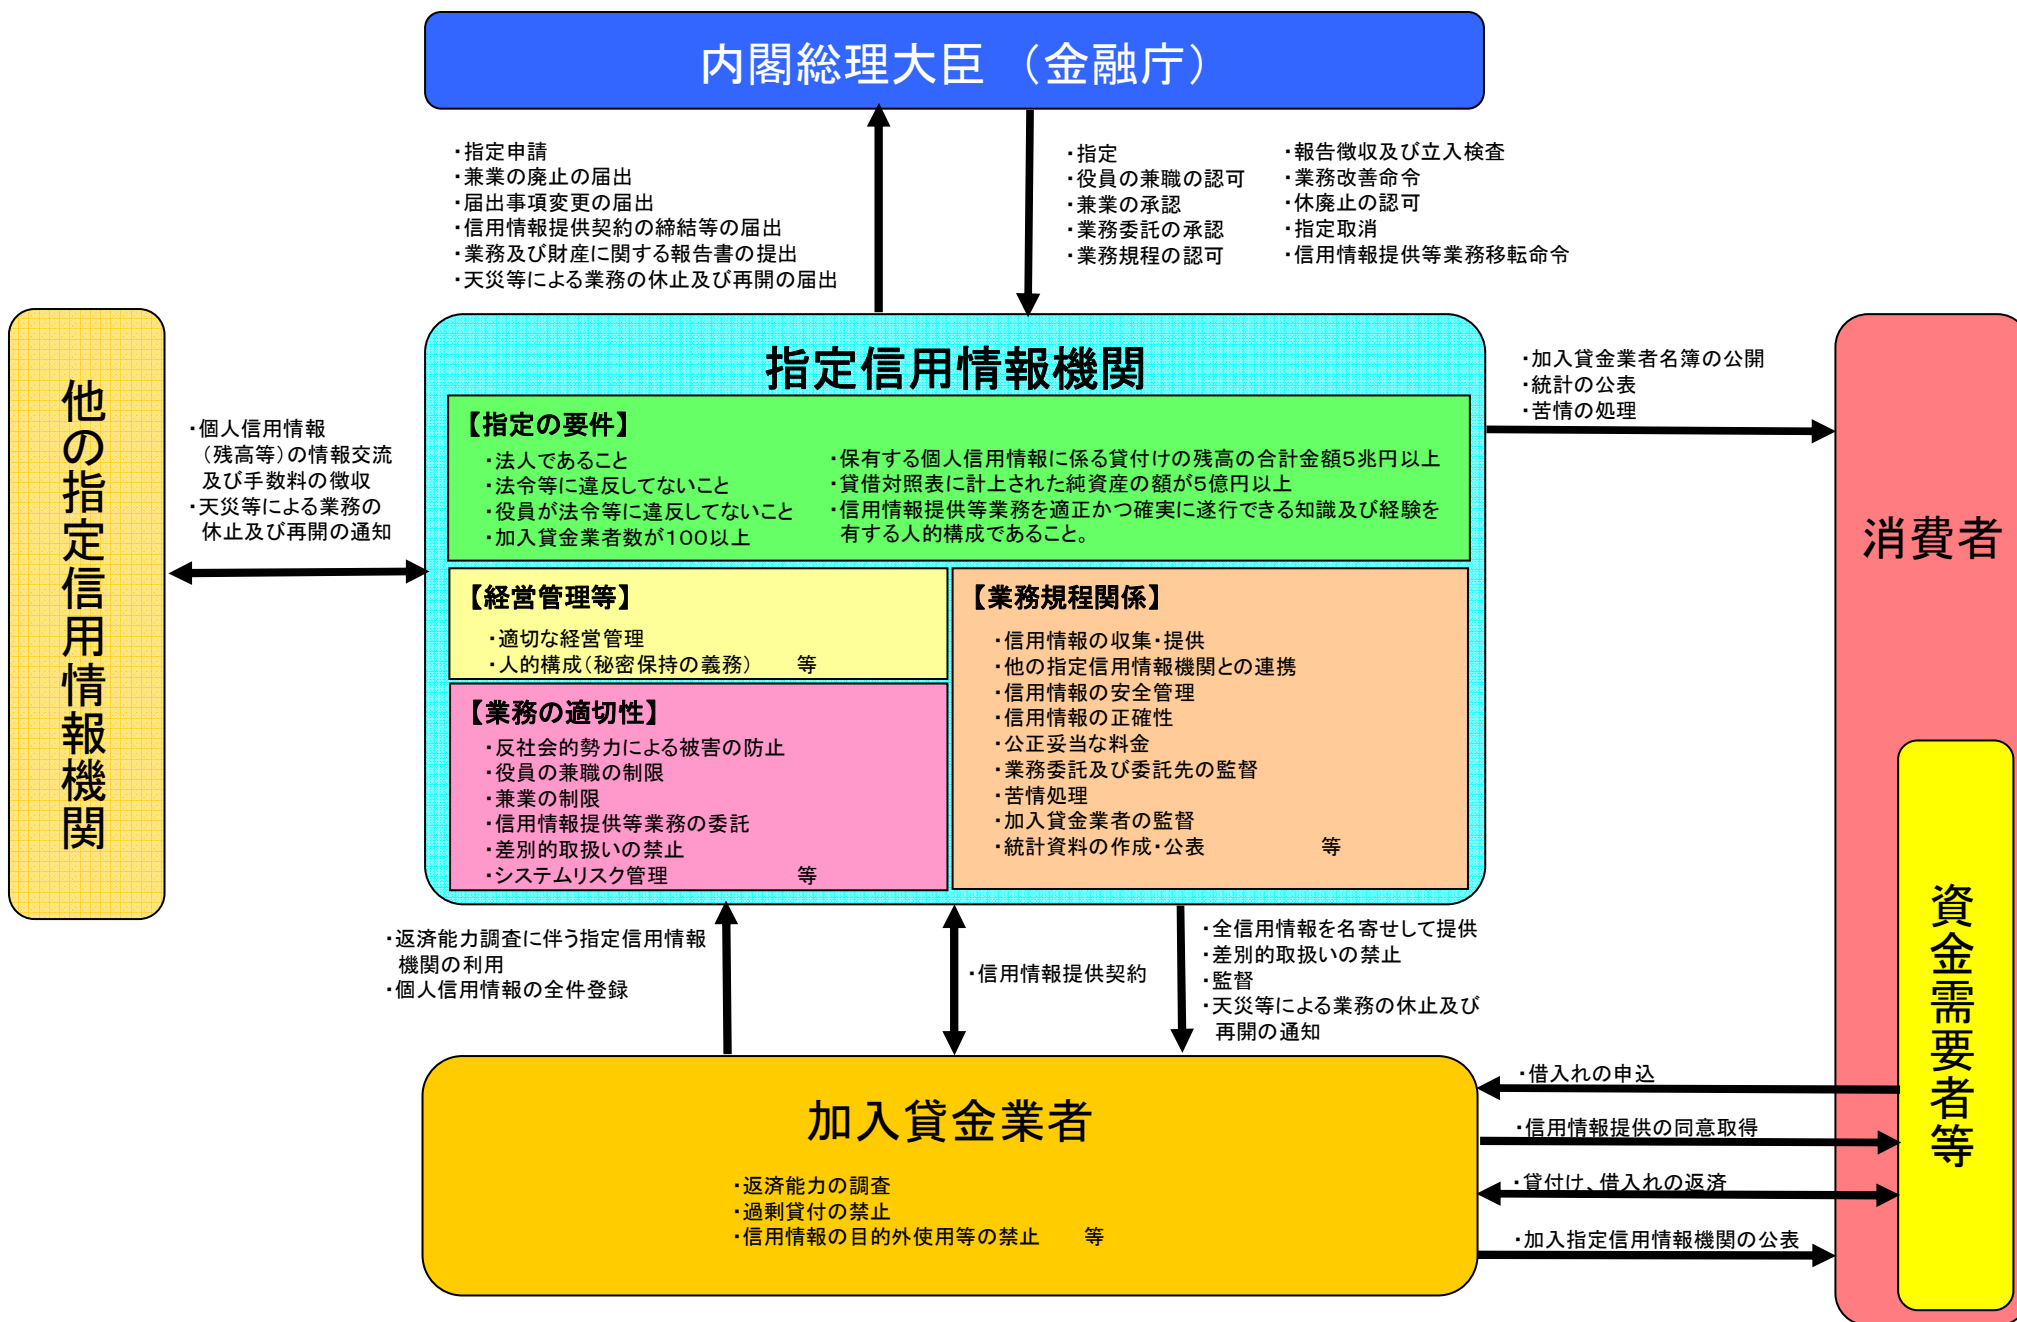 内閣総理大臣 （金融庁）
・指定申請
・兼業の廃止の届出
・届出事項変更の届出
・信用情報提供契約の締結等の届出
・業務及び財産に関する報告書の提出
・天災等による業務の休止及び再開の届出
・指定
・役員の兼職の認可
・兼業の承認
・業務委託の承認
・業務規程の認可
・報告徴収及び立入検査
・業務改善命令
・休廃止の認可
・指定取消
・信用情報提供等業務移転命令
他の指定信用情報機関
・個人信用情報
（残高等）の情報交流
及び手数料の徴収
・天災等による業務の
休止及び再開の通知
指定信用情報機関
【指定の要件】
・法人であること
・法令等に違反してないこと
・役員が法令等に違反してないこと
・加入貸金業者数が１００以上
・保有する個人信用情報に係る貸付けの残高の合計金額５兆円以上
・貸借対照表に計上された純資産の額が５億円以上
・信用情報提供等業務を適正かつ確実に遂行できる知識及び経験を
有する人的構成であること。
【経営管理等】
・適切な経営管理
・人的構成（秘密保持の義務） 等
【業務の適切性】
・反社会的勢力による被害の防止
・役員の兼職の制限
・兼業の制限
・信用情報提供等業務の委託
・差別的取扱いの禁止
・システムリスク管理 等
【業務規程関係】
・信用情報の収集・提供
・他の指定信用情報機関との連携
・信用情報の安全管理
・信用情報の正確性
・公正妥当な料金
・業務委託及び委託先の監督
・苦情処理
・加入貸金業者の監督
・統計資料の作成・公表 等
・加入貸金業者名簿の公開
・統計の公表
・苦情の処理
消費者
資金需要者等
・返済能力調査に伴う指定信用情報
機関の利用
・個人信用情報の全件登録
・信用情報提供契約
・全信用情報を名寄せして提供
・差別的取扱いの禁止
・監督
・天災等による業務の休止及び
再開の通知
加入貸金業者
・返済能力の調査
・過剰貸付の禁止
・信用情報の目的外使用等の禁止 等
・借入れの申込
・信用情報提供の同意取得
・貸付け、借入れの返済
・加入指定信用情報機関の公表